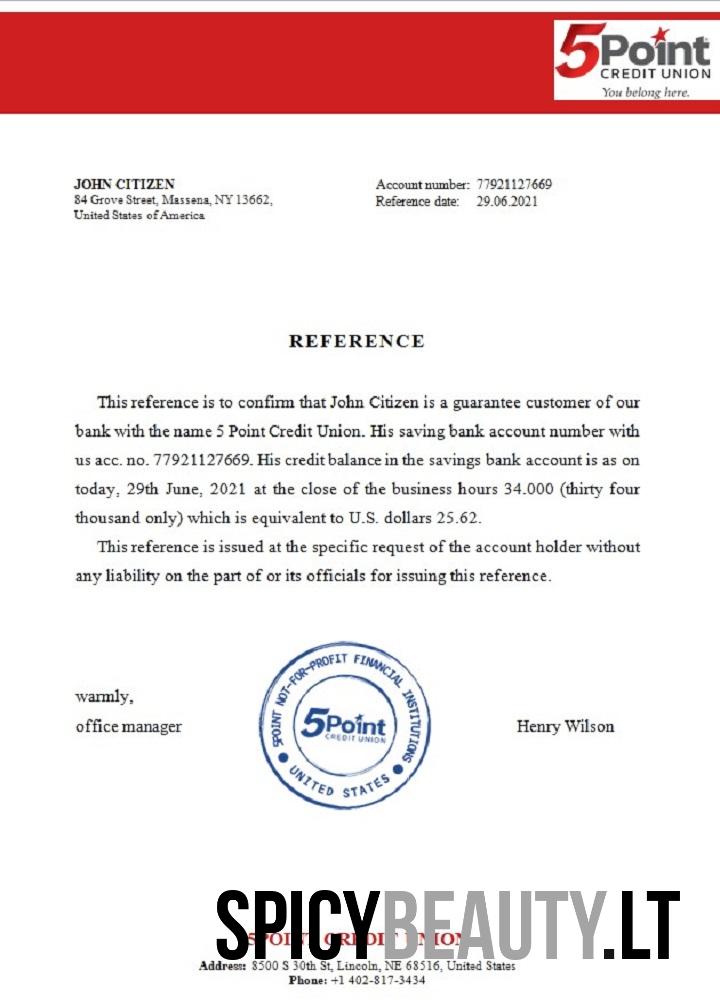 5Point
CREDIT UNION
You belong here.
JOHN CITIZEN
84 Grove Street, Massena, NY 13662,
United States of America
Account number: 77921127669
Reference date: 29.06.2021
REFERENCE
This reference is to confirm that John Citizen is a guarantee customer of our
bank with the name 5 Point Credit Union. His saving bank account number with
us acc. no. 77921127669. His credit balance in the savings bank account is as on
today, 29th June, 2021 at the close of the business hours 34.000 (thirty four
thousand only) which is equivalent to U.S. dollars 25.62.
This reference is issued at the specific request of the account holder without
any liability on the part of or its officials for issuing this reference.
warmly,
office manager
5POINT NOT-FOR-PROFIT FINANCIAL INSTITUTIONS
5Point
CREDIT UNION
UNITED STATES
Henry Wilson
SPICYBEAUTY.LT
5POINT CREDIT UNION
Address: 8500 S 30th St, Lincoln, NE 68516, United States
Phone: +1 402-817-3434